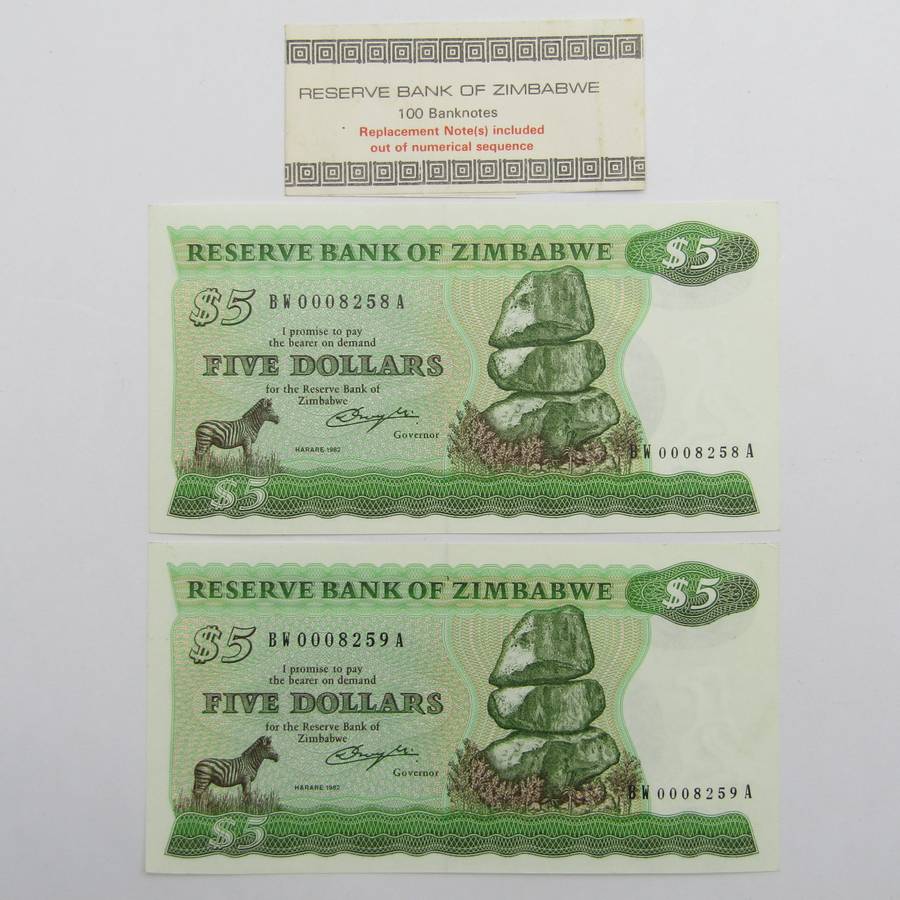 RESERVE BANK OF ZIMBABWE
100 Banknotes
Replacement Note(s) included
out of numerical sequence
RESERVE BANK OF ZIMBABWE
$5
$5 BW0008258A
I promise to pay
the bearer on demand
FIVE DOLLARS
for the Reserve Bank of
Zimbabwe
Governor
HARARE 1982
BW0008258A
$5
RESERVE BANK OF ZIMBABWE
$5
$5 BW0008259A
I promise to pay
the bearer on demand
FIVE DOLLARS
for the Reserve Bank of
Zimbabwe
Governor
HARARE 1982
BW0008259A
$5